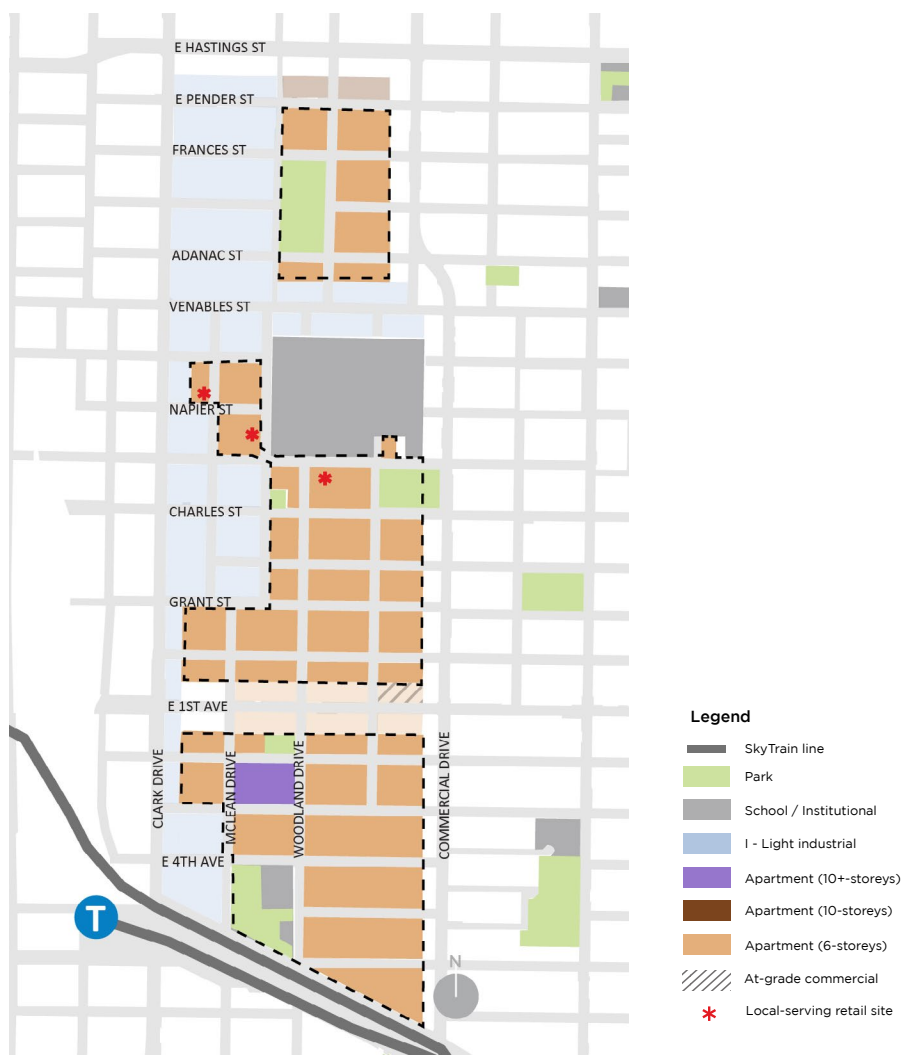 E HASTINGS ST
E PENDER ST
FRANCES ST
ADANAC ST
VENABLES ST
NAPIER ST
CHARLES ST
GRANT ST
E 1ST AVE
CLARK DRIVE
MCLEAN DRIVE
WOODLAND DRIVE
COMMERCIAL DRIVE
E 4TH AVE
T
N
Legend
SkyTrain line
Park
School / Institutional
I - Light industrial
Apartment (10+-storeys)
Apartment (10-storeys)
Apartment (6-storeys)
At-grade commercial
Local-serving retail site